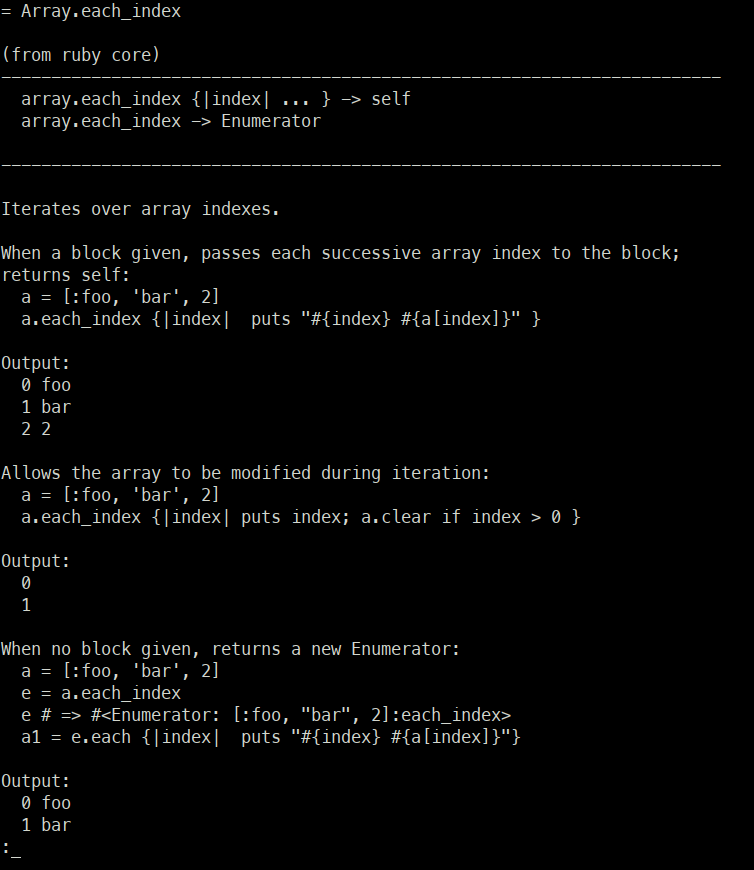 = Array.each_index
(from ruby core)
------------------------------------------------------------------------
  array.each_index {|index| ... } -> self
  array.each_index -> Enumerator
------------------------------------------------------------------------
Iterates over array indexes.
When a block given, passes each successive array index to the block;
returns self:
  a = [:foo, 'bar', 2]
  a.each_index {|index|  puts "#{index} #{a[index]}" }
Output:
  0 foo
  1 bar
  2 2
Allows the array to be modified during iteration:
  a = [:foo, 'bar', 2]
  a.each_index {|index| puts index; a.clear if index > 0 }
Output:
  0
  1
When no block given, returns a new Enumerator:
  a = [:foo, 'bar', 2]
  e = a.each_index
  e # => #<Enumerator: [:foo, "bar", 2]:each_index>
  a1 = e.each {|index|  puts "#{index} #{a[index]}"}
Output:
  0 foo
  1 bar
:_